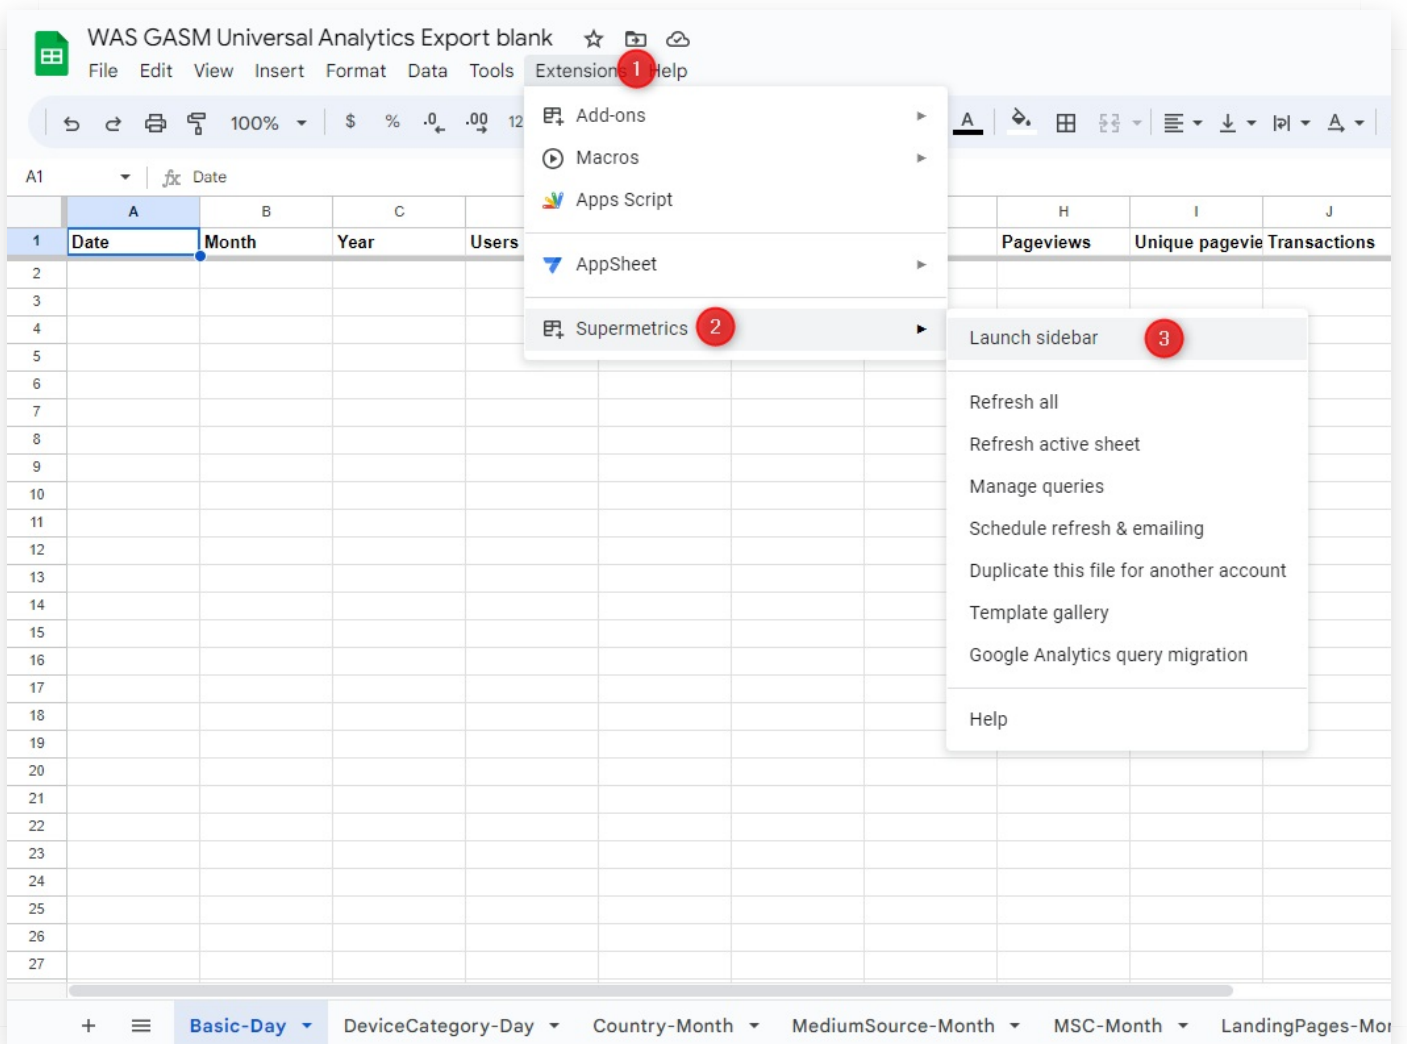 WAS GASM Universal Analytics Export blank
File Edit View Insert Format Data Tools Extensions 1 Help
100% $ % .0 .00 12 A A
A1 fx Date
A B C H I J
1 Date Month Year Users Pageviews Unique pagevie Transactions
Add-ons
Macros
Apps Script
AppSheet
Supermetrics 2
Launch sidebar 3
Refresh all
Refresh active sheet
Manage queries
Schedule refresh & emailing
Duplicate this file for another account
Template gallery
Google Analytics query migration
Help
2
3
4
5
6
7
8
9
10
11
12
13
14
15
16
17
18
19
20
21
22
23
24
25
26
27
+ Basic-Day DeviceCategory-Day Country-Month MediumSource-Month MSC-Month LandingPages-Mor